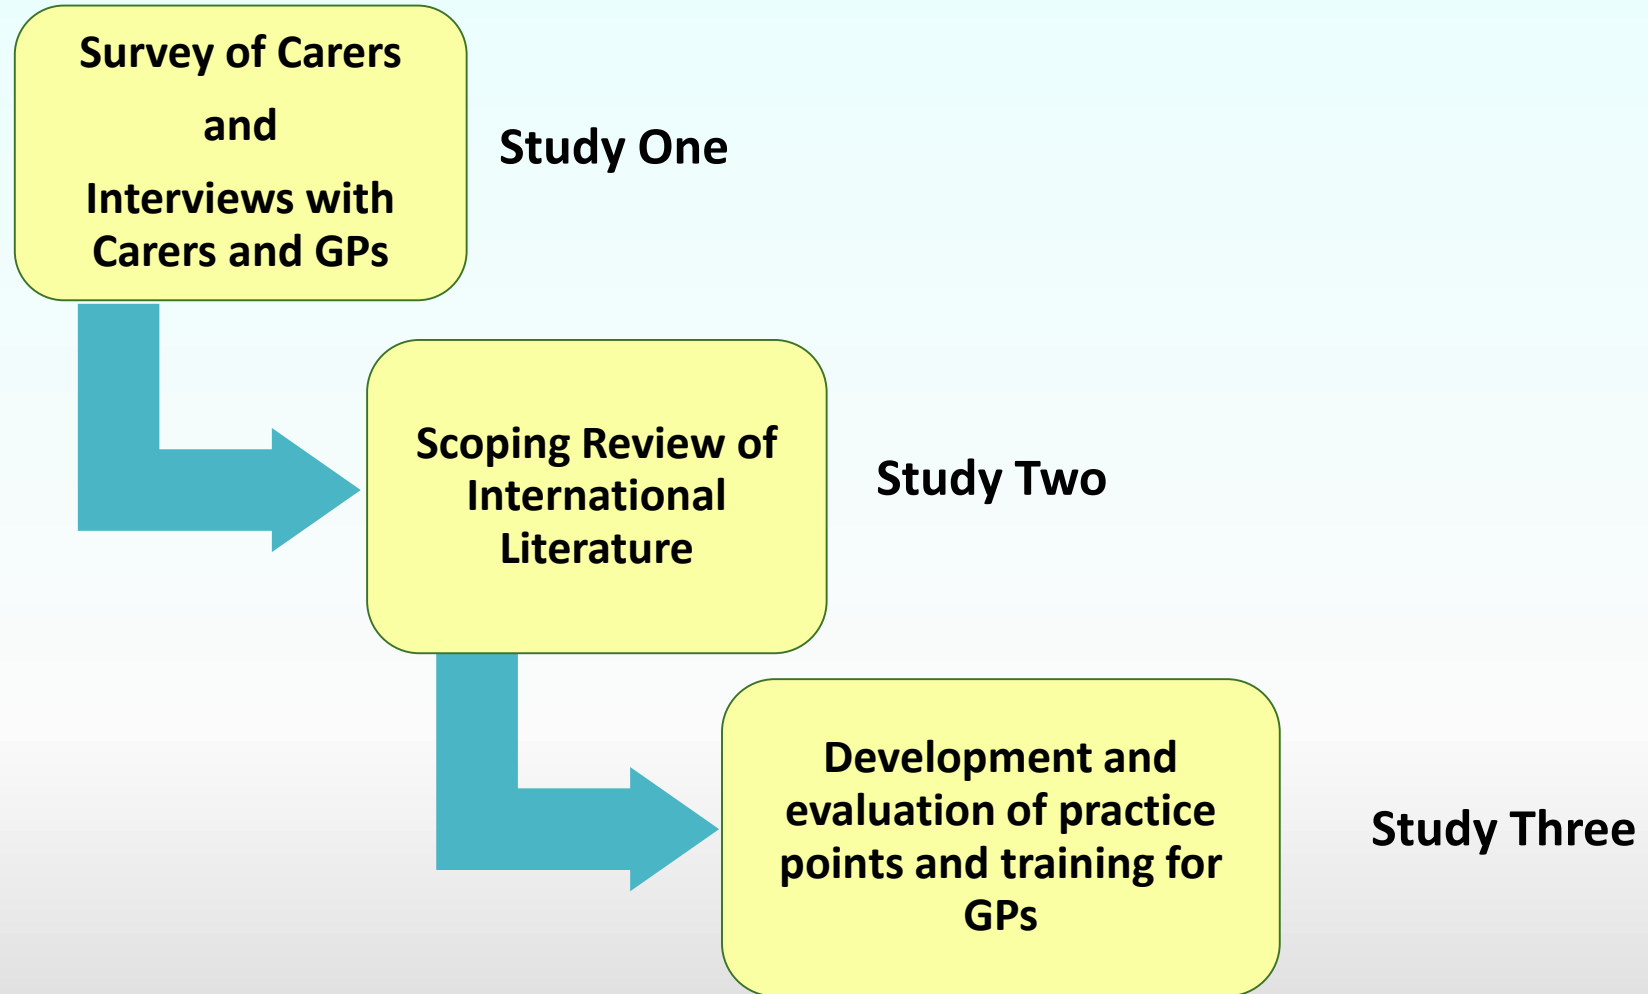 Survey of Carers
and
Interviews with
Carers and GPs
Study One
Scoping Review of
International
Literature
Study Two
Development and
evaluation of practice
points and training for
GPs
Study Three